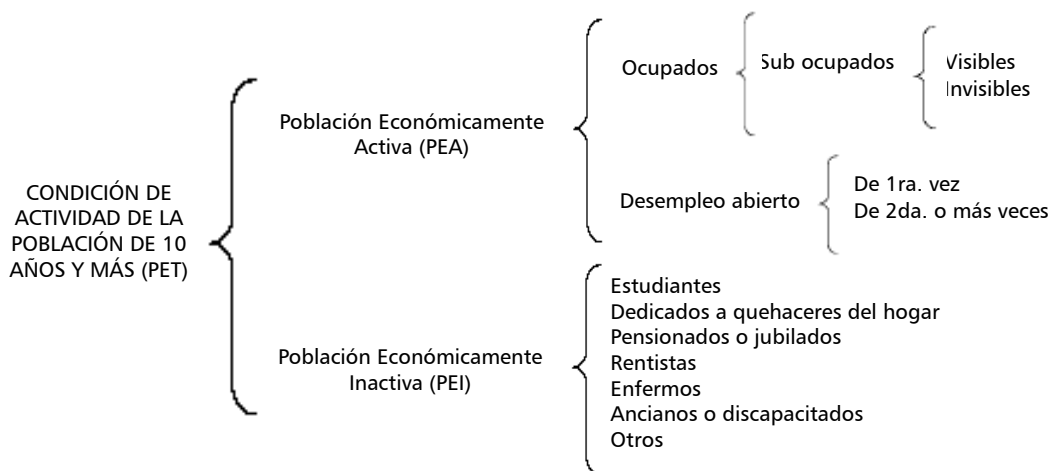 CONDICIÓN DE
ACTIVIDAD DE LA
POBLACIÓN DE 10
AÑOS Y MÁS (PET)
Población Económicamente
Activa (PEA)
Ocupados
Sub ocupados
Visibles
Invisibles
Desempleo abierto
De 1ra. vez
De 2da. o más veces
Población Económicamente
Inactiva (PEI)
Estudiantes
Dedicados a quehaceres del hogar
Pensionados o jubilados
Rentistas
Enfermos
Ancianos o discapacitados
Otros